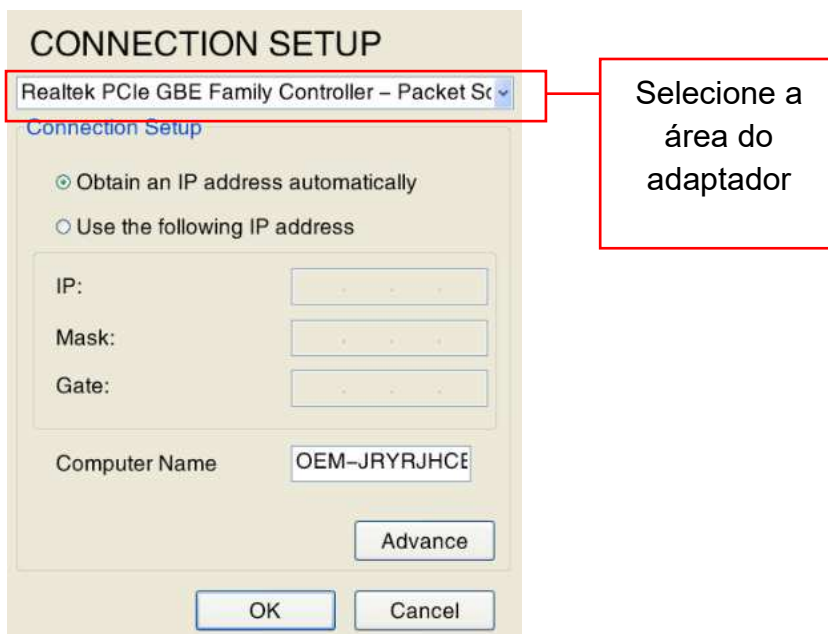 CONNECTION SETUP
Realtek PCIe GBE Family Controller – Packet Sc
Connection Setup
Obtain an IP address automatically
Use the following IP address
IP:
Mask:
Gate:
Computer Name
OEM–JRYRJHCE
Advance
OK
Cancel
Selecione a
área do
adaptador